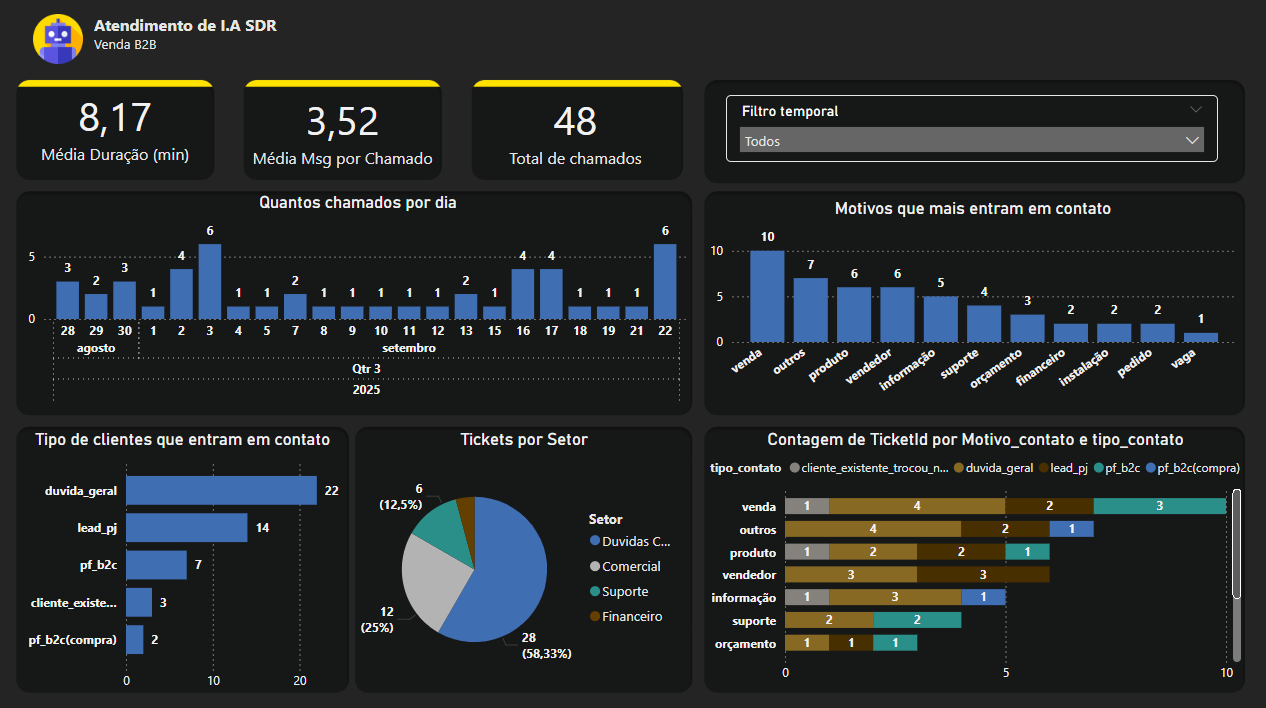 Atendimento de I.A SDR
Venda B2B
8,17
Média Duração (min)
3,52
Média Msg por Chamado
48
Total de chamados
Filtro temporal
Todos
Quantos chamados por dia
5
0
3 2 3 1 4 6 1 1 2 1 1 1 1 1 2 1 4 4 1 1 1 6
28 29 30 1 2 3 4 5 7 8 9 10 11 12 13 15 16 17 18 19 21 22
agosto setembro
Qtr 3
2025
Motivos que mais entram em contato
10
5
0
10 7 6 6 5 4 3 2 2 2 1
venda outros produto vendedor informação suporte orçamento financeiro instalação pedido vaga
Tipo de clientes que entram em contato
duvida_geral 22
lead_pj 14
pf_b2c 7
cliente_existe... 3
pf_b2c(compra) 2
0 10 20
Tickets por Setor
6
(12,5%)
12
(25%)
28
(58,33%)
Setor
Duvidas C...
Comercial
Suporte
Financeiro
Contagem de TicketId por Motivo_contato e tipo_contato
tipo_contato cliente_existente_trocou_n... duvida_geral lead_pj pf_b2c pf_b2c(compra)
venda 1 4 2 3
outros 4 2 1
produto 1 2 2 1
vendedor 3 3
informação 1 3 1
suporte 2 2
orçamento 1 1 1
0 5 10